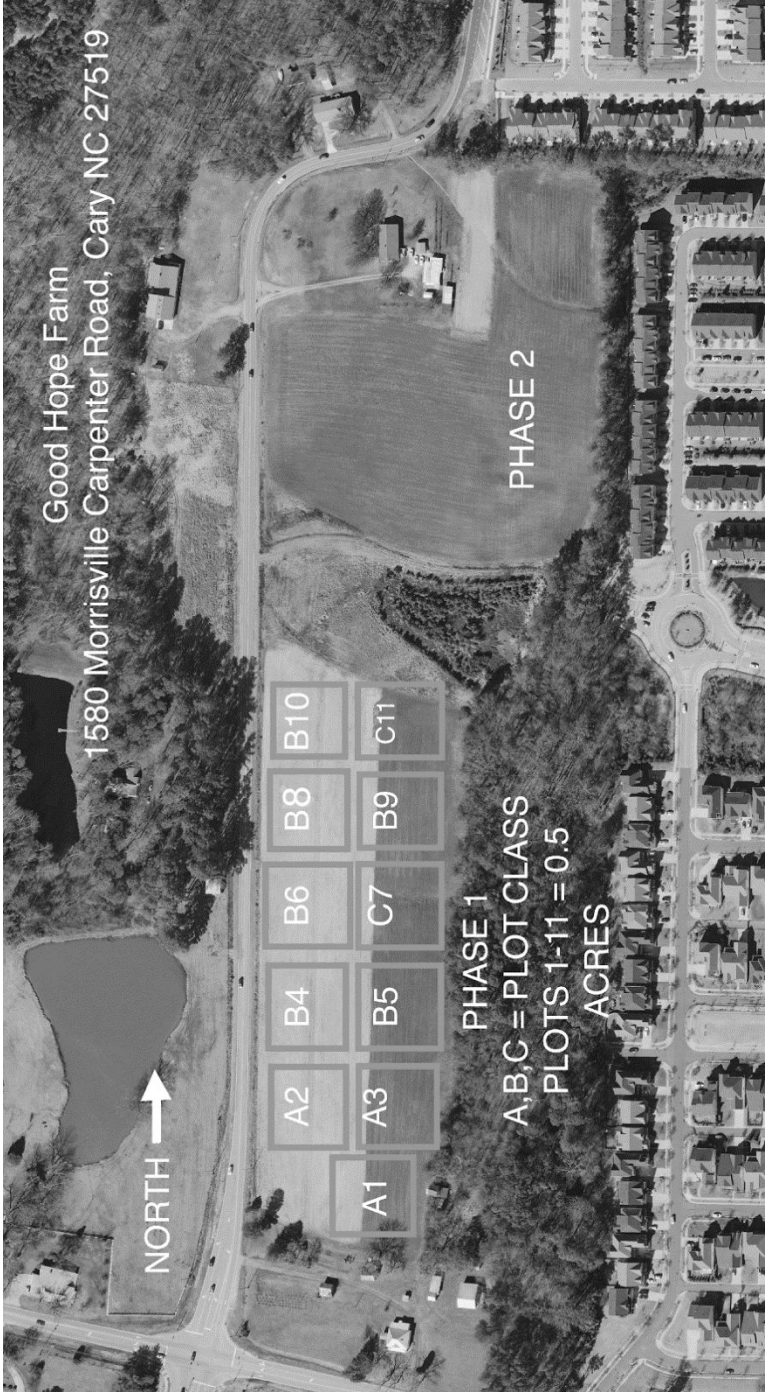 Good Hope Farm
1580 Morrisville Carpenter Road, Cary NC 27519
NORTH
A2 B4 B6 B8 B10
A1 A3 B5 C7 B9 C11
PHASE 1
A,B,C = PLOT CLASS
PLOTS 1-11 = 0.5
ACRES
PHASE 2